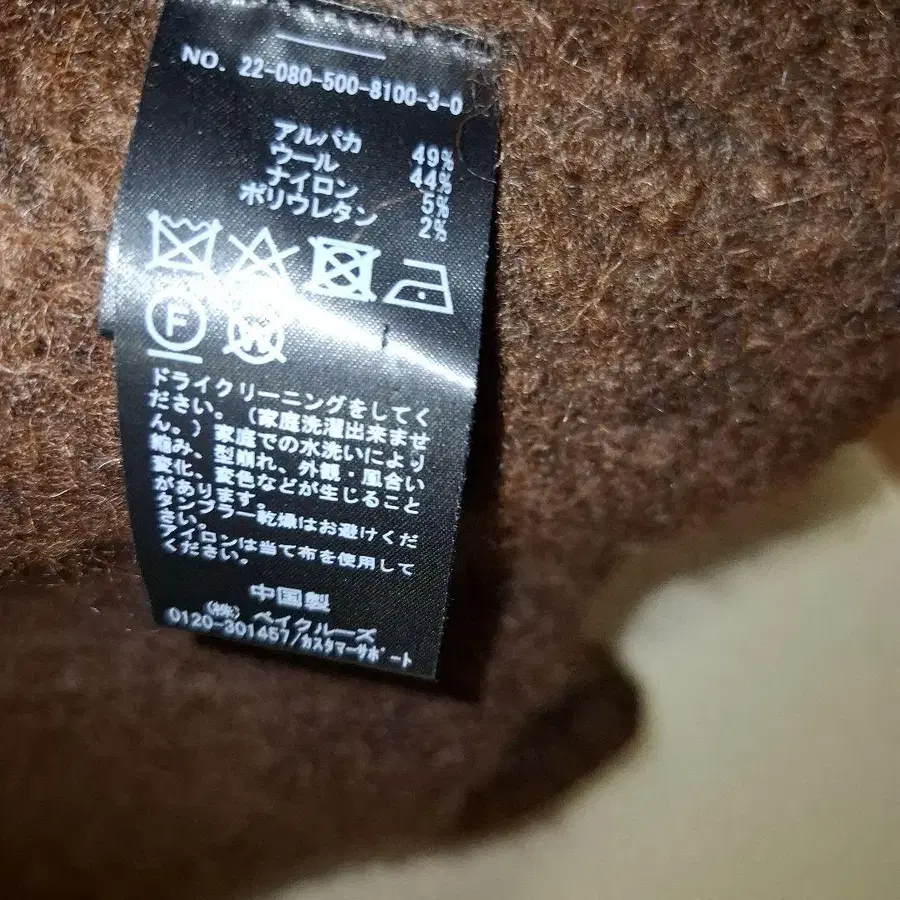 NO. 22-080-500-8100-3-0
アルパカ 49%
ウール 44%
ナイロン 5%
ポリウレタン 2%
F
W
ドライクリーニングをしてく
ださい。（家庭洗濯出来ませ
ん。）家庭での水洗いにより
縮み、型崩れ、外観・風合い
変化、変色などが生じること
があります。
タンブラー乾燥はお避けくだ
さい。
アイロンは当て布を使用して
ください。
中国製
（株）ベイクルーズ
0120-301457/カスタマーサポート